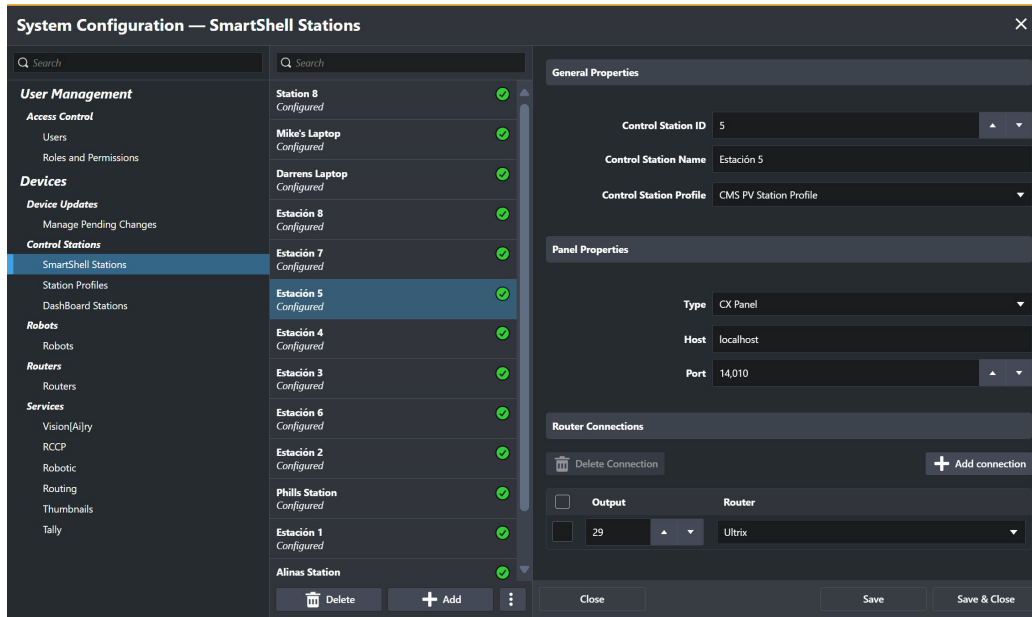 System Configuration — SmartShell Stations
Search
User Management
Access Control
Users
Roles and Permissions
Devices
Device Updates
Manage Pending Changes
Control Stations
SmartShell Stations
Station Profiles
DashBoard Stations
Robots
Robots
Routers
Routers
Services
Vision[Ai]ry
RCCP
Robotic
Routing
Thumbnails
Tally
Search
Station 8
Configured
Mike's Laptop
Configured
Darrens Laptop
Configured
Estación 8
Configured
Estación 7
Configured
Estación 5
Configured
Estación 4
Configured
Estación 3
Configured
Estación 6
Configured
Estación 2
Configured
Phills Station
Configured
Estación 1
Configured
Alinas Station
Delete
Add
General Properties
Control Station ID 5
Control Station Name Estación 5
Control Station Profile CMS PV Station Profile
Panel Properties
Type CX Panel
Host localhost
Port 14,010
Router Connections
Delete Connection
Add connection
Output Router
29 Ultrix
Close
Save
Save & Close